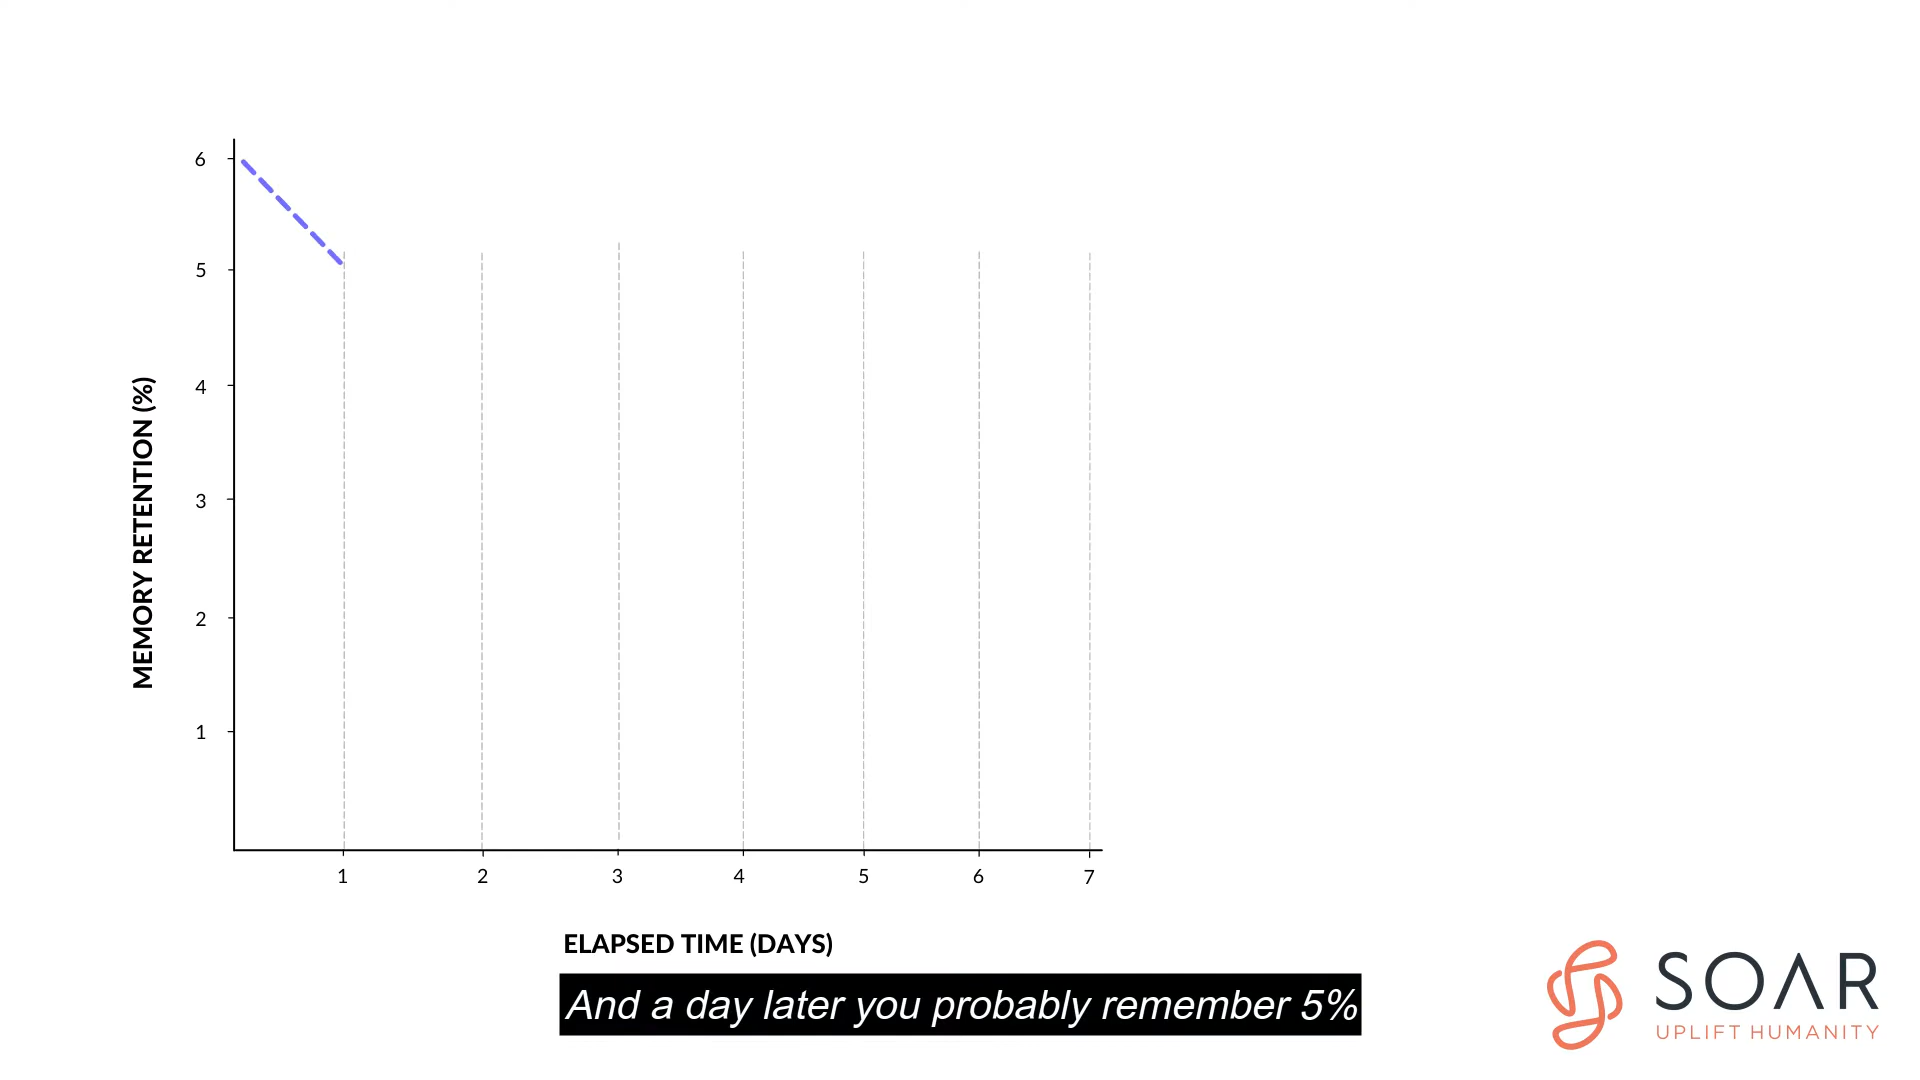 6
5
4
3
2
1
MEMORY RETENTION (%)
1 2 3 4 5 6 7
ELAPSED TIME (DAYS)
And a day later you probably remember 5%
SOAR
UPLIFT HUMANITY